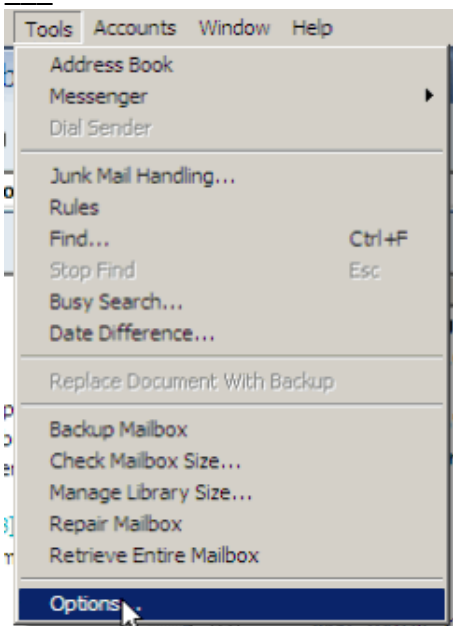 Tools Accounts Window Help
Address Book
Messenger
Dial Sender
Junk Mail Handling...
Rules
Find... Ctrl+F
Stop Find Esc
Busy Search...
Date Difference...
Replace Document With Backup
Backup Mailbox
Check Mailbox Size...
Manage Library Size...
Repair Mailbox
Retrieve Entire Mailbox
Options...